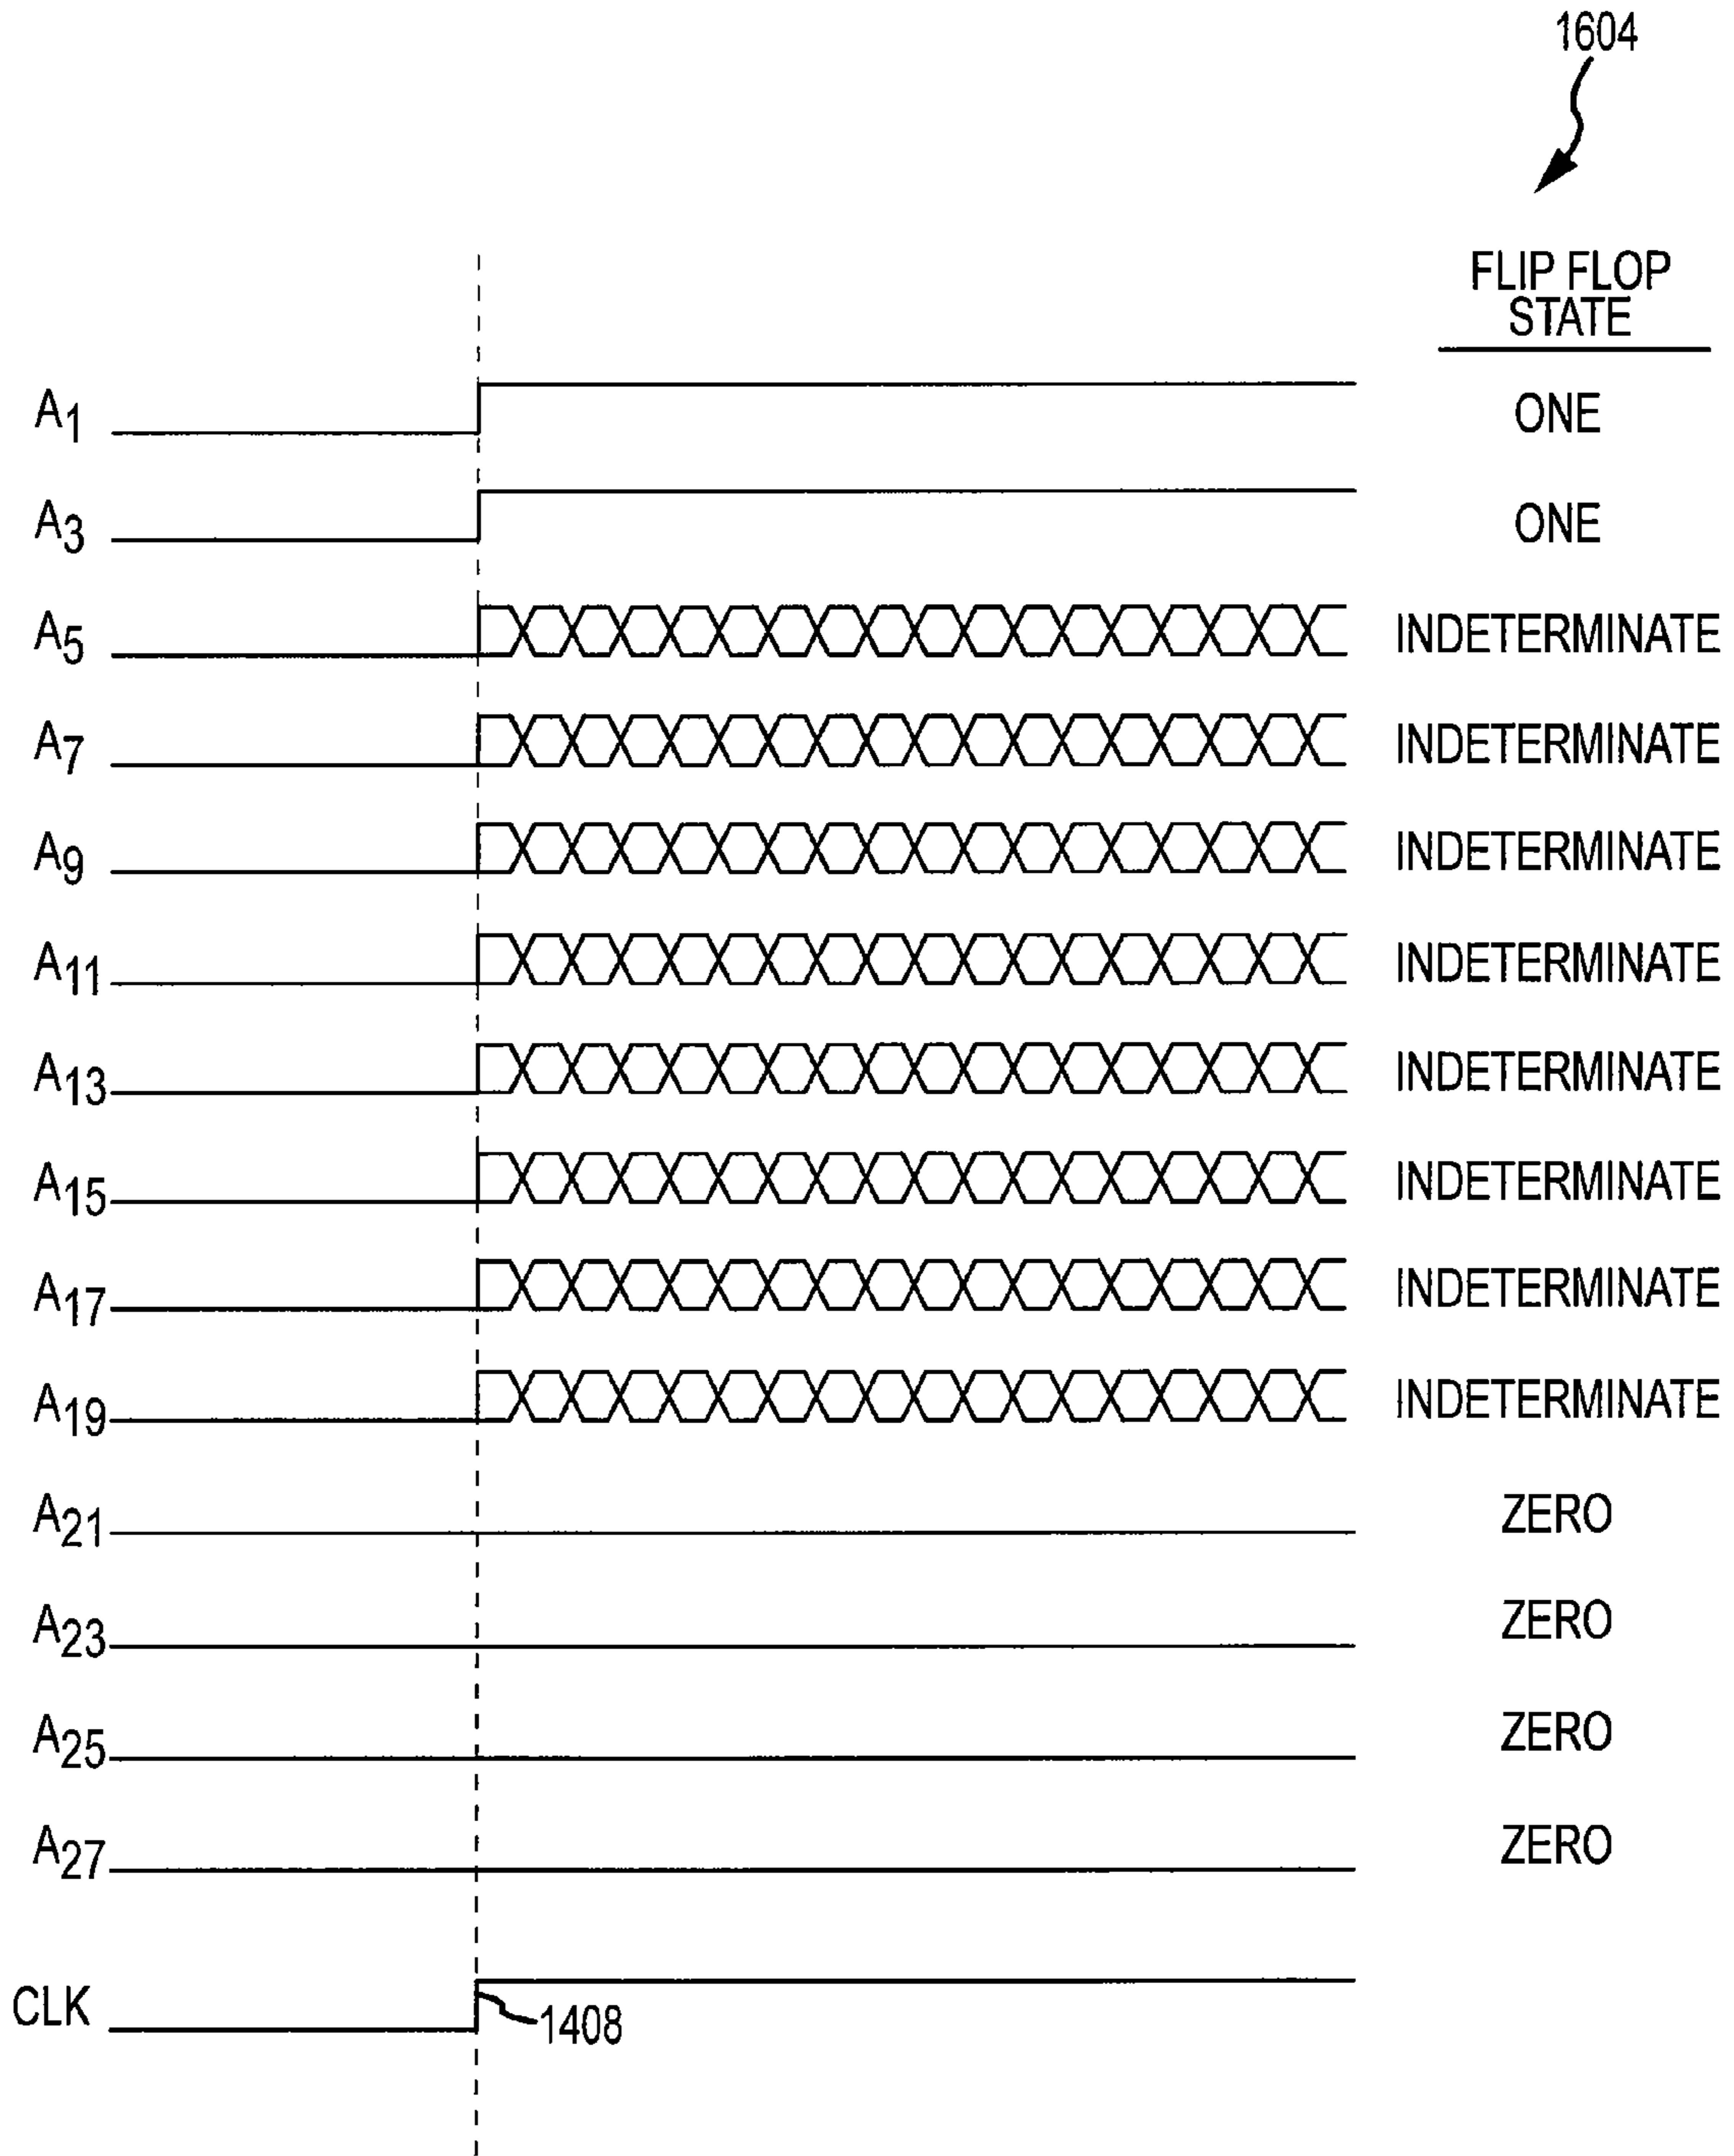 1604
FLIP FLOP
STATE
A1 ONE
A3 ONE
A5 INDETERMINATE
A7 INDETERMINATE
A9 INDETERMINATE
A11 INDETERMINATE
A13 INDETERMINATE
A15 INDETERMINATE
A17 INDETERMINATE
A19 INDETERMINATE
A21 ZERO
A23 ZERO
A25 ZERO
A27 ZERO
CLK 1408